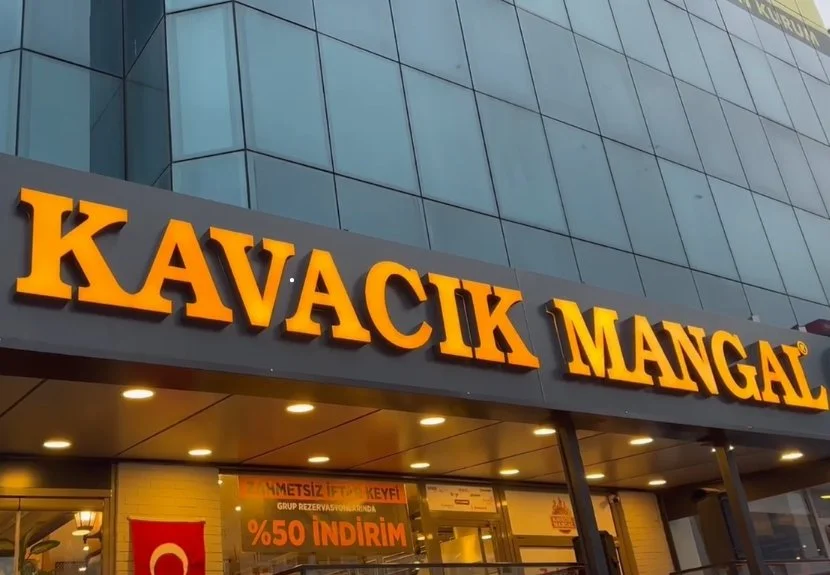 KAVACIK MANGAL®
ZAHMETSİZ İFTAR KEYFİ
GRUP REZERVASYONLARINDA
%50 İNDİRİM